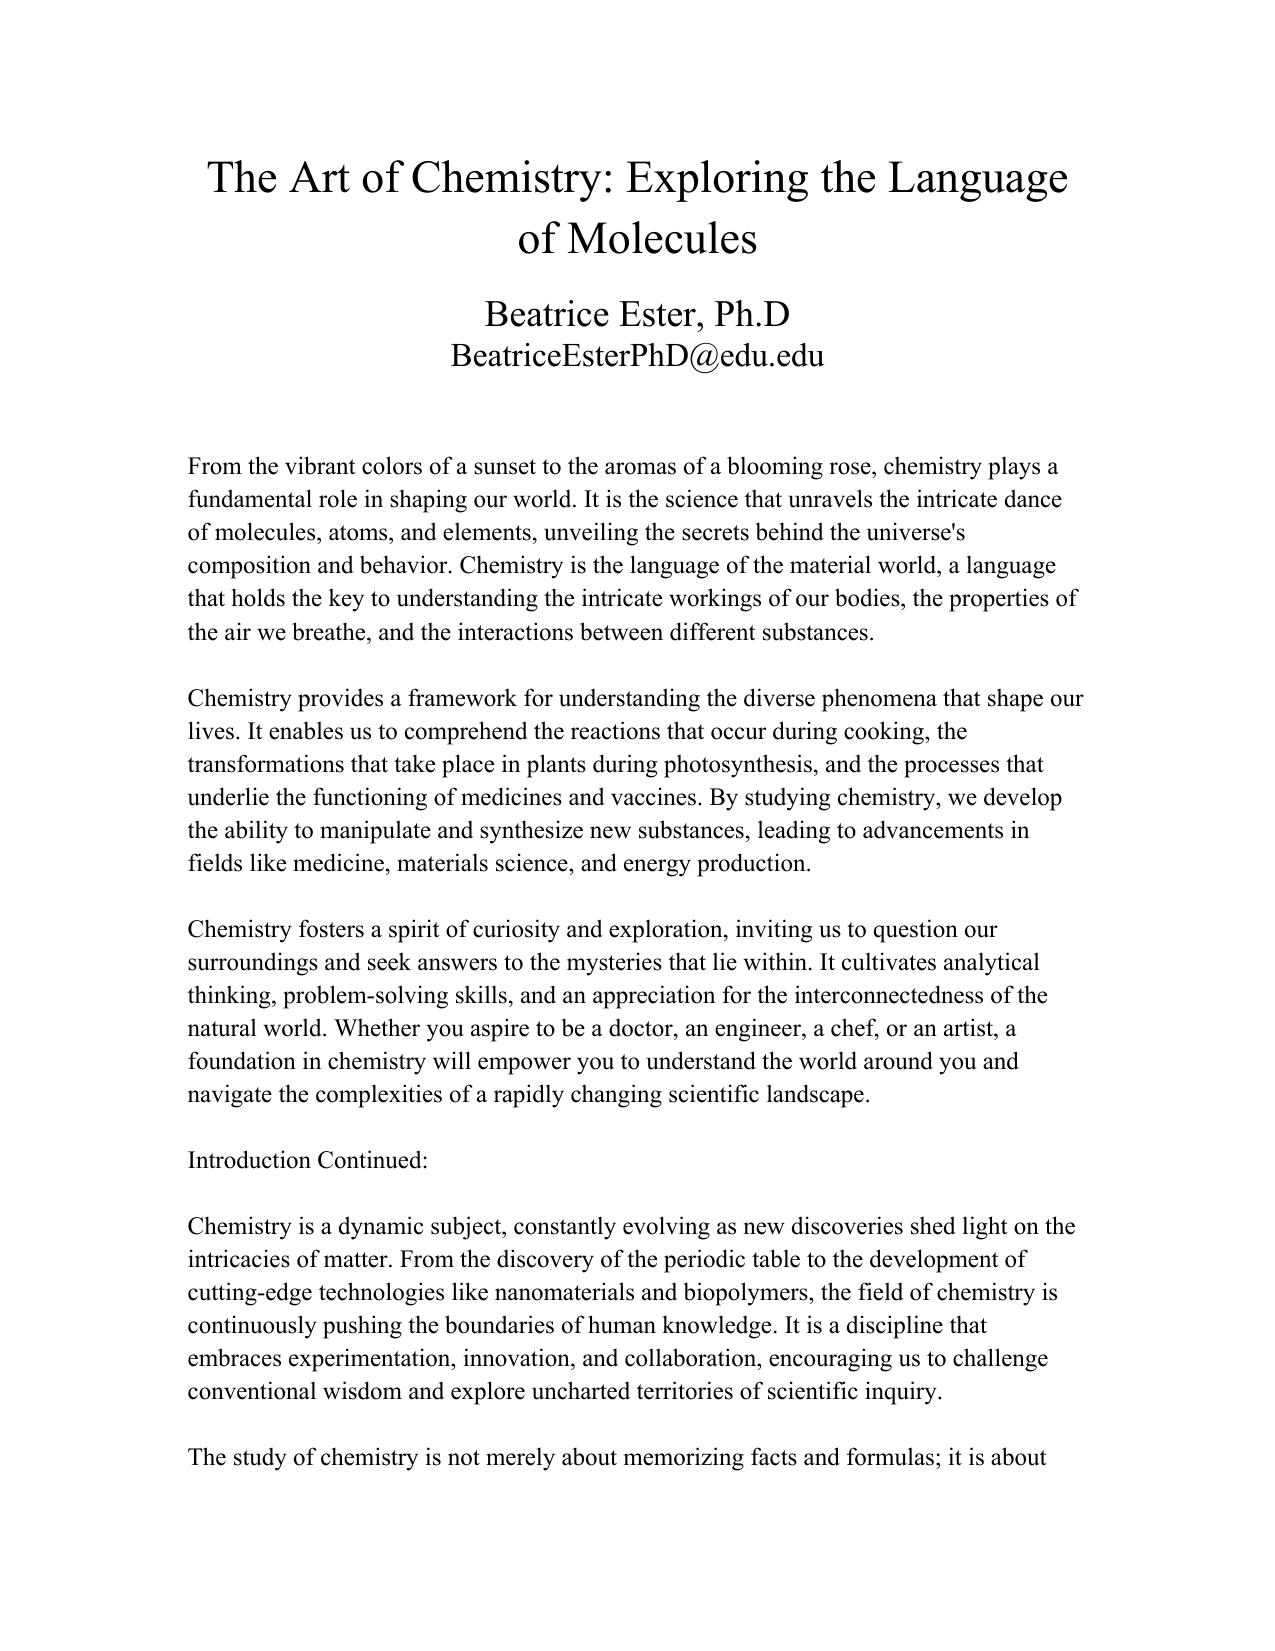 The Art of Chemistry: Exploring the Language
of Molecules
Beatrice Ester, Ph.D
BeatriceEsterPhD@edu.edu
From the vibrant colors of a sunset to the aromas of a blooming rose, chemistry plays a
fundamental role in shaping our world. It is the science that unravels the intricate dance
of molecules, atoms, and elements, unveiling the secrets behind the universe's
composition and behavior. Chemistry is the language of the material world, a language
that holds the key to understanding the intricate workings of our bodies, the properties of
the air we breathe, and the interactions between different substances.
Chemistry provides a framework for understanding the diverse phenomena that shape our
lives. It enables us to comprehend the reactions that occur during cooking, the
transformations that take place in plants during photosynthesis, and the processes that
underlie the functioning of medicines and vaccines. By studying chemistry, we develop
the ability to manipulate and synthesize new substances, leading to advancements in
fields like medicine, materials science, and energy production.
Chemistry fosters a spirit of curiosity and exploration, inviting us to question our
surroundings and seek answers to the mysteries that lie within. It cultivates analytical
thinking, problem-solving skills, and an appreciation for the interconnectedness of the
natural world. Whether you aspire to be a doctor, an engineer, a chef, or an artist, a
foundation in chemistry will empower you to understand the world around you and
navigate the complexities of a rapidly changing scientific landscape.
Introduction Continued:
Chemistry is a dynamic subject, constantly evolving as new discoveries shed light on the
intricacies of matter. From the discovery of the periodic table to the development of
cutting-edge technologies like nanomaterials and biopolymers, the field of chemistry is
continuously pushing the boundaries of human knowledge. It is a discipline that
embraces experimentation, innovation, and collaboration, encouraging us to challenge
conventional wisdom and explore uncharted territories of scientific inquiry.
The study of chemistry is not merely about memorizing facts and formulas; it is about